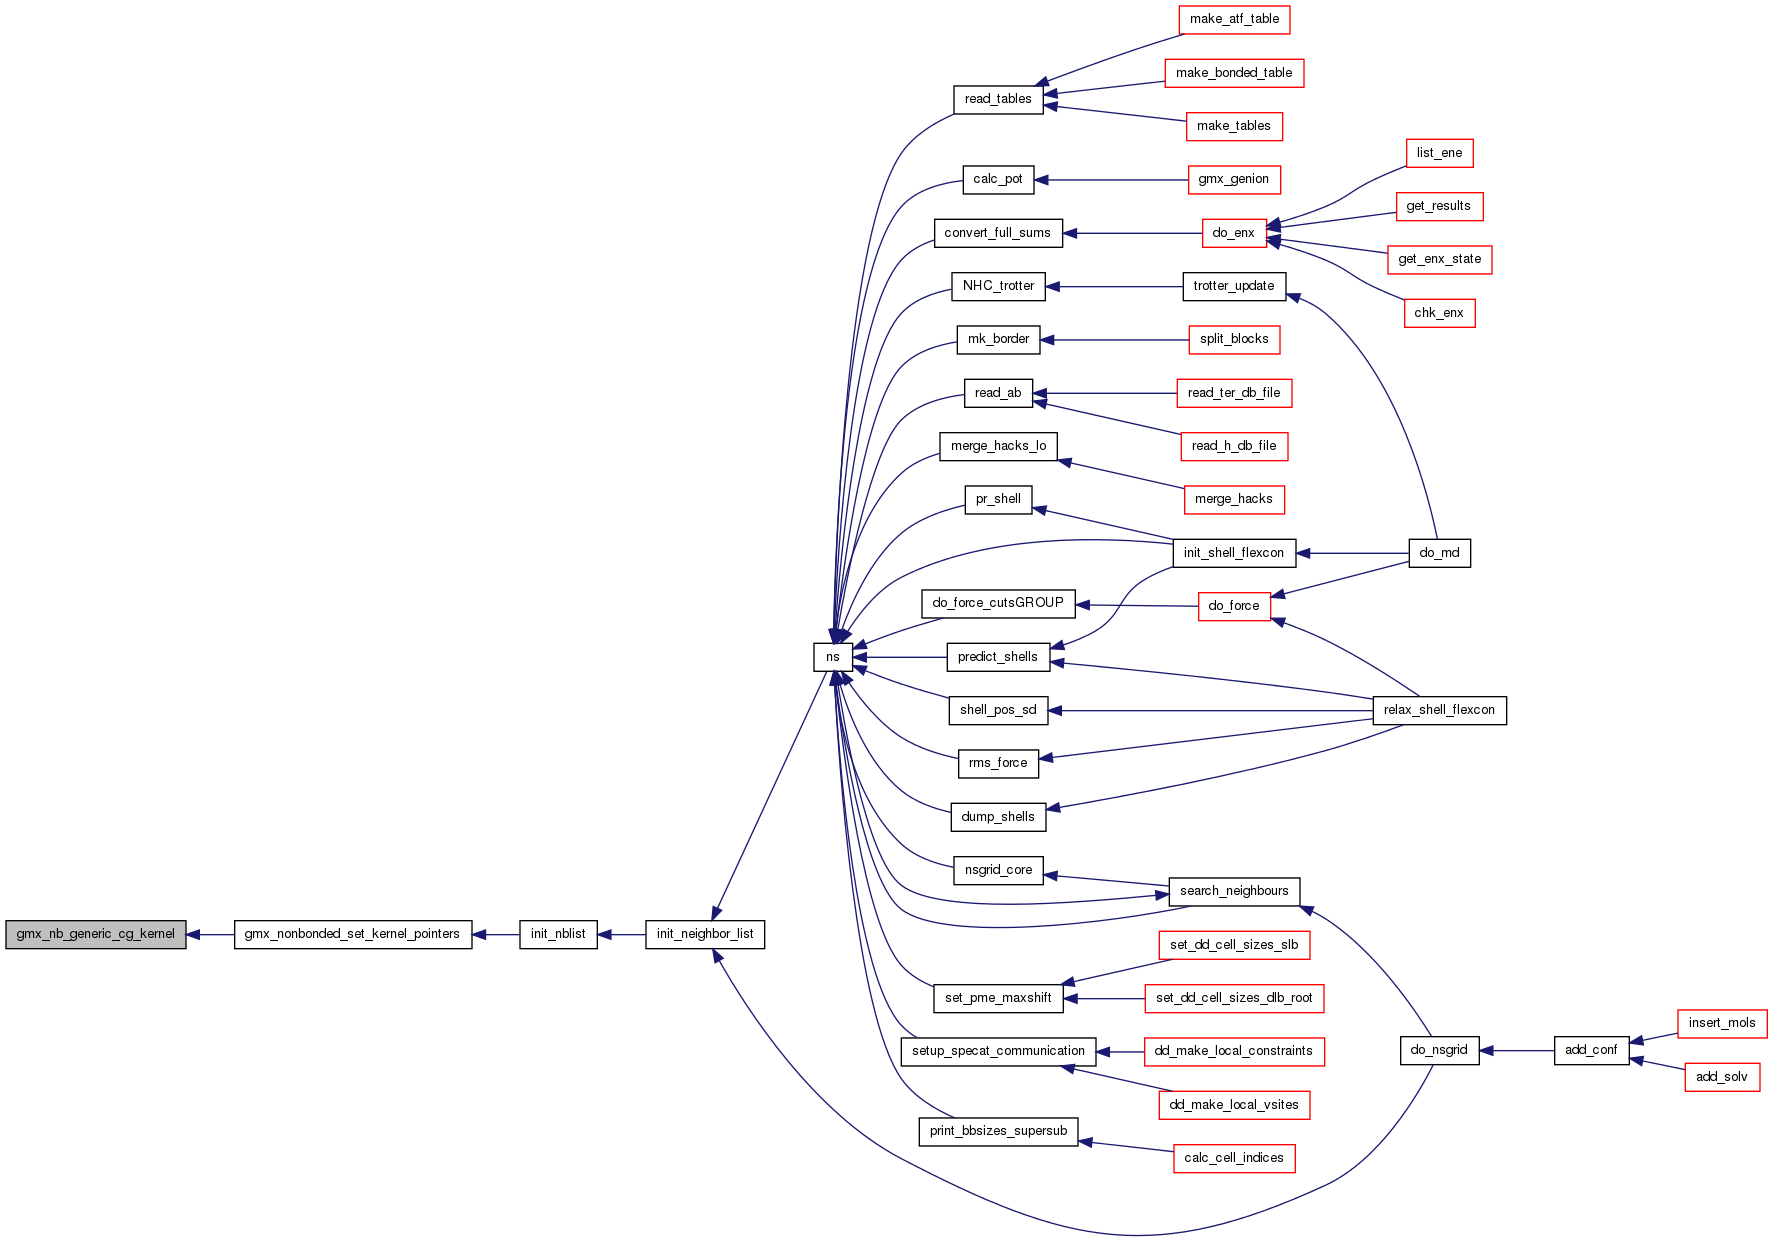 make_atf_table
make_bonded_table
read_tables
make_tables
list_ene
calc_pot
gmx_genion
get_results
convert_full_sums
do_enx
get_enx_state
NHC_trotter
trotter_update
chk_enx
mk_border
split_blocks
read_ab
read_ter_db_file
merge_hacks_lo
read_h_db_file
pr_shell
merge_hacks
init_shell_flexcon
do_md
do_force_cutsGROUP
do_force
ns
predict_shells
shell_pos_sd
relax_shell_flexcon
rms_force
dump_shells
nsgrid_core
search_neighbours
gmx_nb_generic_cg_kernel
gmx_nonbonded_set_kernel_pointers
init_nblist
init_neighbor_list
set_dd_cell_sizes_slb
set_pme_maxshift
set_dd_cell_sizes_dlb_root
insert_mols
setup_specat_communication
dd_make_local_constraints
do_nsgrid
add_conf
add_solv
dd_make_local_vsites
print_bbsizes_supersub
calc_cell_indices